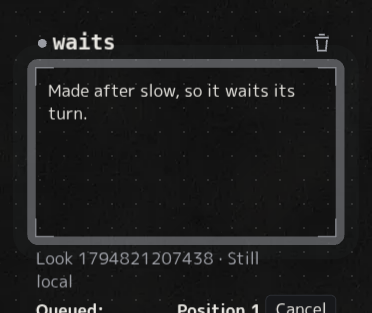 waits
Made after slow, so it waits its
turn.
Look 1794821207438 · Still
local
Queued: Position 1 Cancel